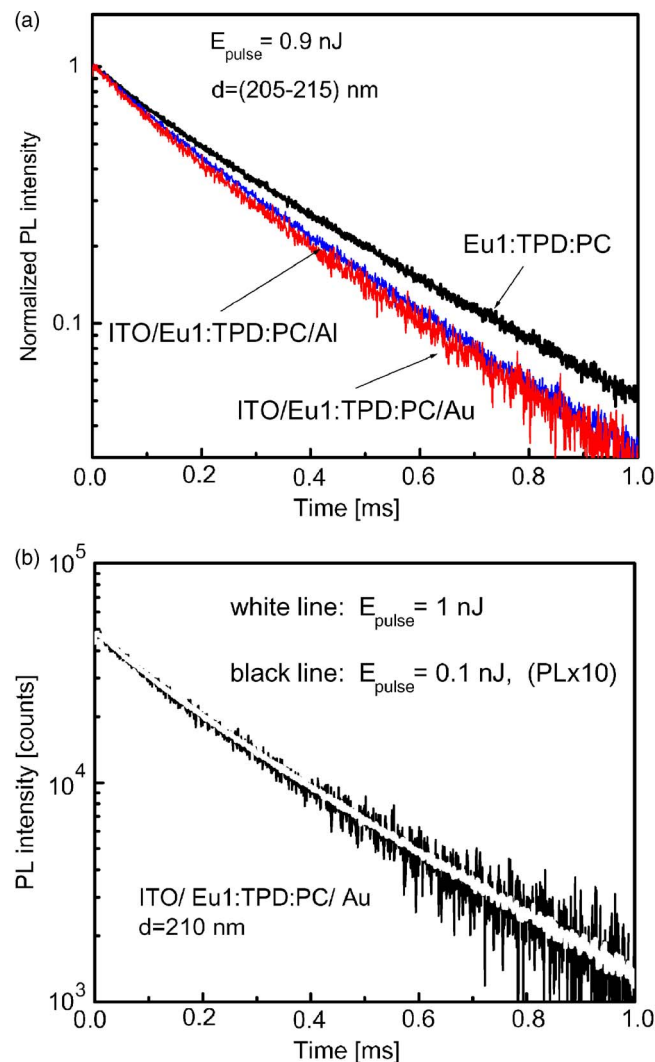 (a)
E_pulse = 0.9 nJ
d=(205-215) nm
1
Normalized PL intensity
Eu1:TPD:PC
0.1
ITO/Eu1:TPD:PC/Al
ITO/Eu1:TPD:PC/Au
0.0 0.2 0.4 0.6 0.8 1.0
Time [ms]
(b)
10^5
white line: E_pulse = 1 nJ
black line: E_pulse = 0.1 nJ, (PLx10)
PL intensity [counts]
10^4
ITO/ Eu1:TPD:PC/ Au
d=210 nm
10^3
0.0 0.2 0.4 0.6 0.8 1.0
Time [ms]